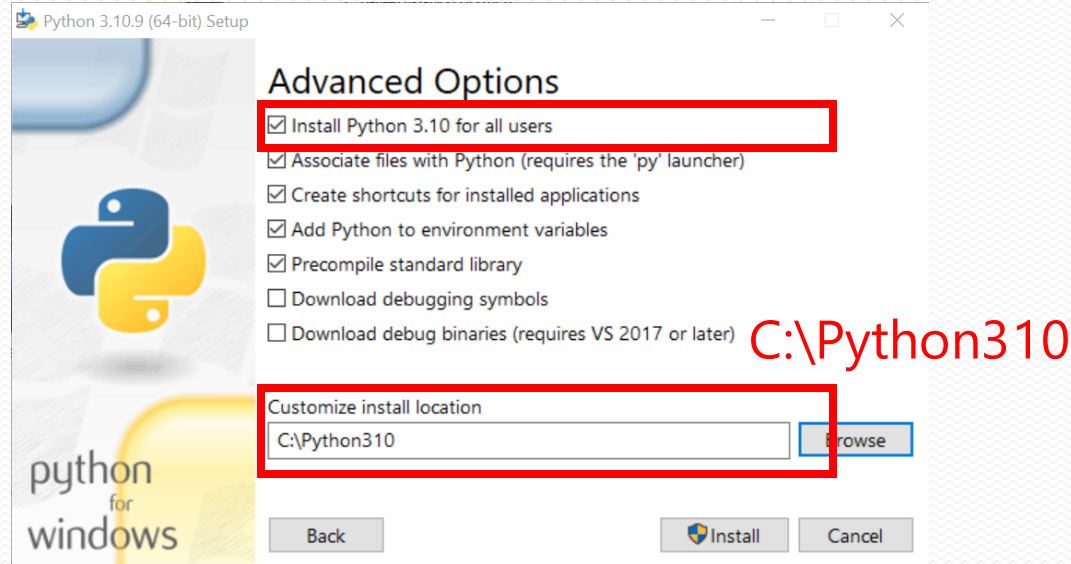 Python 3.10.9 (64-bit) Setup
Advanced Options
Install Python 3.10 for all users
Associate files with Python (requires the 'py' launcher)
Create shortcuts for installed applications
Add Python to environment variables
Precompile standard library
Download debugging symbols
Download debug binaries (requires VS 2017 or later)
C:\Python310
Customize install location
C:\Python310
Browse
python
for
windows
Back
Install
Cancel